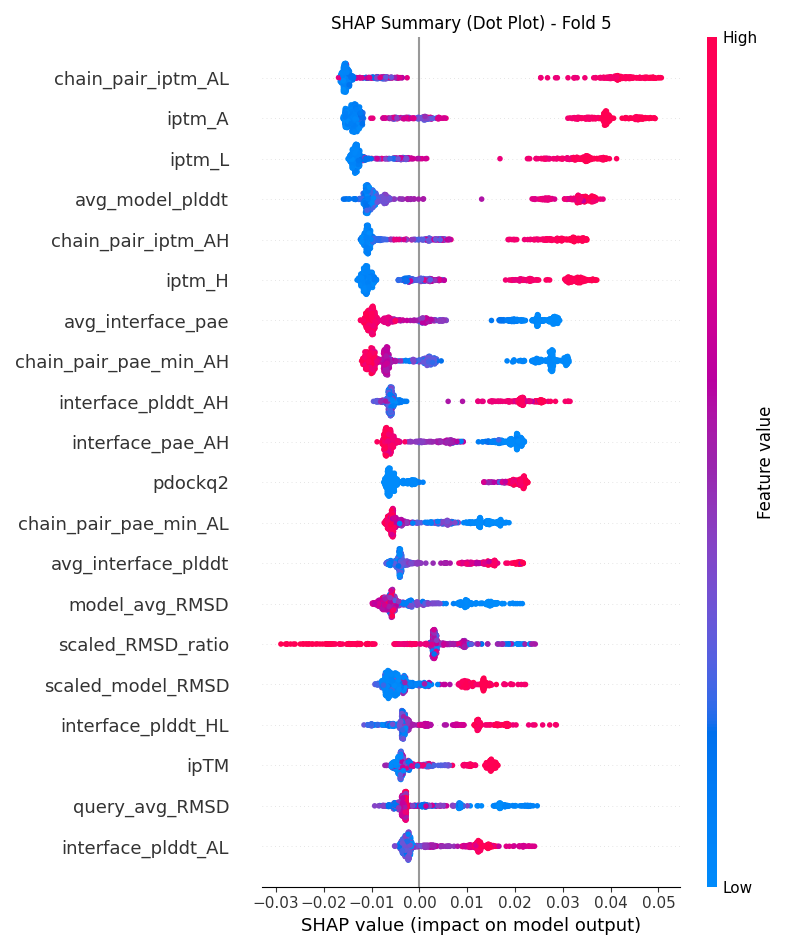 SHAP Summary (Dot Plot) - Fold 5
High
chain_pair_iptm_AL
iptm_A
iptm_L
avg_model_plddt
chain_pair_iptm_AH
iptm_H
avg_interface_pae
chain_pair_pae_min_AH
interface_plddt_AH
interface_pae_AH
pdockq2
chain_pair_pae_min_AL
avg_interface_plddt
model_avg_RMSD
scaled_RMSD_ratio
scaled_model_RMSD
interface_plddt_HL
ipTM
query_avg_RMSD
interface_plddt_AL
Feature value
Low
−0.03 −0.02 −0.01 0.00 0.01 0.02 0.03 0.04 0.05
SHAP value (impact on model output)